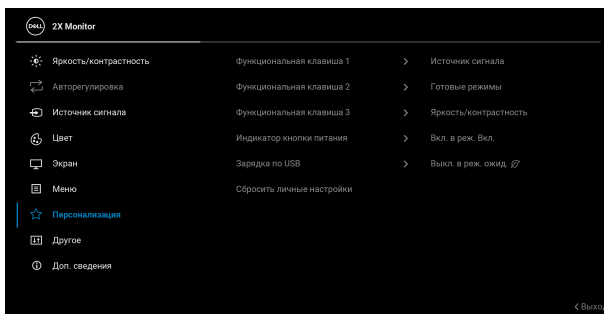 DELL 2X Monitor
Яркость/контрастность Функциональная клавиша 1 Источник сигнала
Авторегулировка Функциональная клавиша 2 Готовые режимы
Источник сигнала Функциональная клавиша 3 Яркость/контрастность
Цвет Индикатор кнопки питания Вкл. в реж. Вкл.
Экран Зарядка по USB Выкл. в реж. ожид.
Меню Сбросить личные настройки
Персонализация
Другое
Доп. сведения
Выход